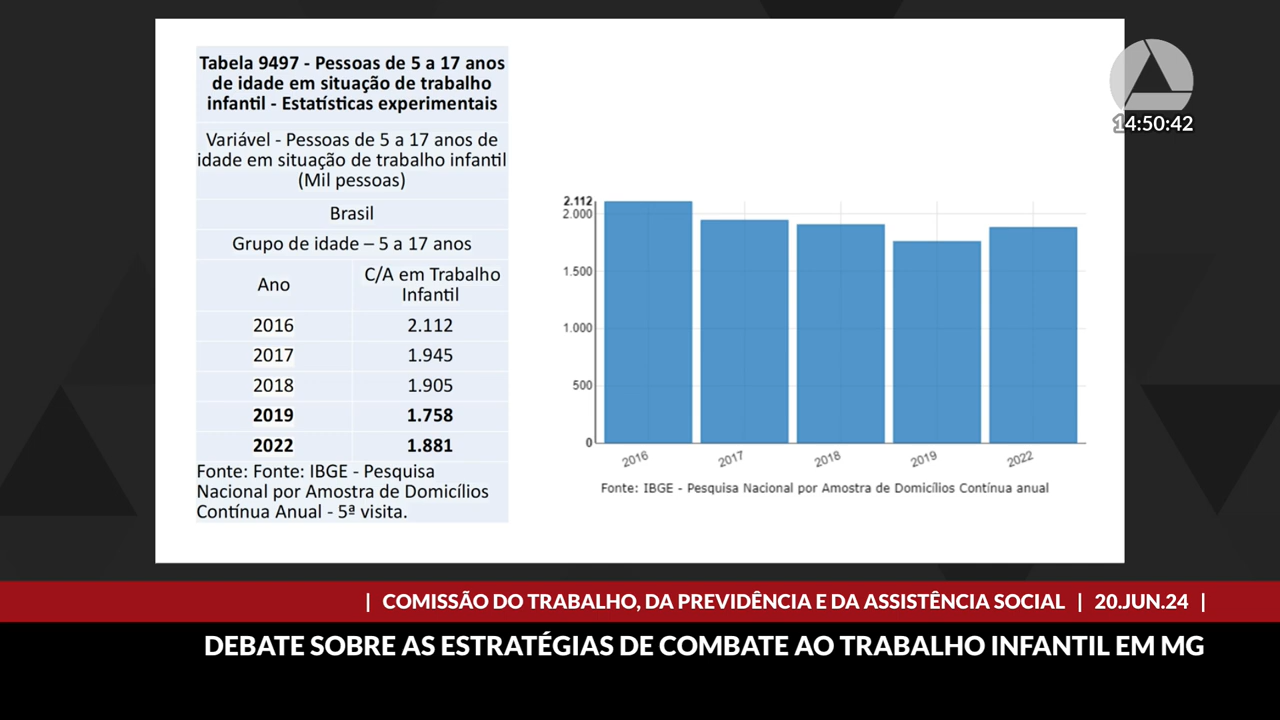 Tabela 9497 - Pessoas de 5 a 17 anos
de idade em situação de trabalho
infantil - Estatísticas experimentais
Variável - Pessoas de 5 a 17 anos de
idade em situação de trabalho infantil
(Mil pessoas)
Brasil
Grupo de idade – 5 a 17 anos
Ano
C/A em Trabalho
Infantil
2016 2.112
2017 1.945
2018 1.905
2019 1.758
2022 1.881
Fonte: Fonte: IBGE - Pesquisa
Nacional por Amostra de Domicílios
Contínua Anual - 5ª visita.
14:50:42
2.112
2.000
1.500
1.000
500
0
2016 2017 2018 2019 2022
Fonte: IBGE - Pesquisa Nacional por Amostra de Domicílios Contínua anual
| COMISSÃO DO TRABALHO, DA PREVIDÊNCIA E DA ASSISTÊNCIA SOCIAL | 20.JUN.24 |
DEBATE SOBRE AS ESTRATÉGIAS DE COMBATE AO TRABALHO INFANTIL EM MG